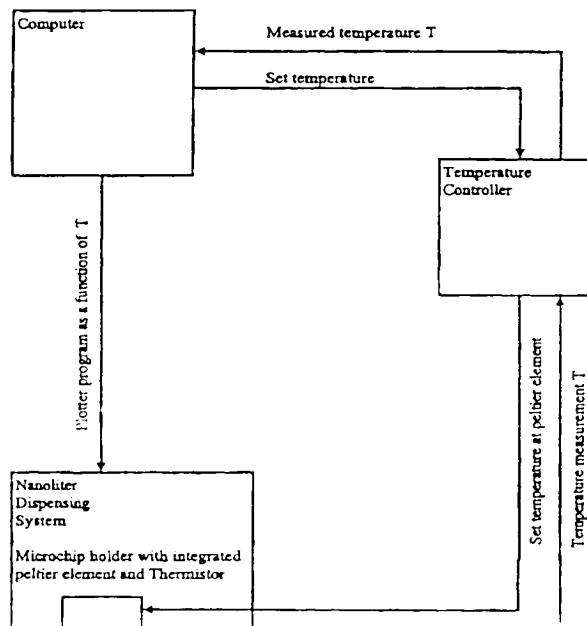 Computer
Measured temperature T
Set temperature
Temperature
Controller
Plotter program as a function of T
Set temperature at peltier element
Temperature measurement T
Nanoliter
Dispensing
System
Microchip holder with integrated
peltier element and Thermistor